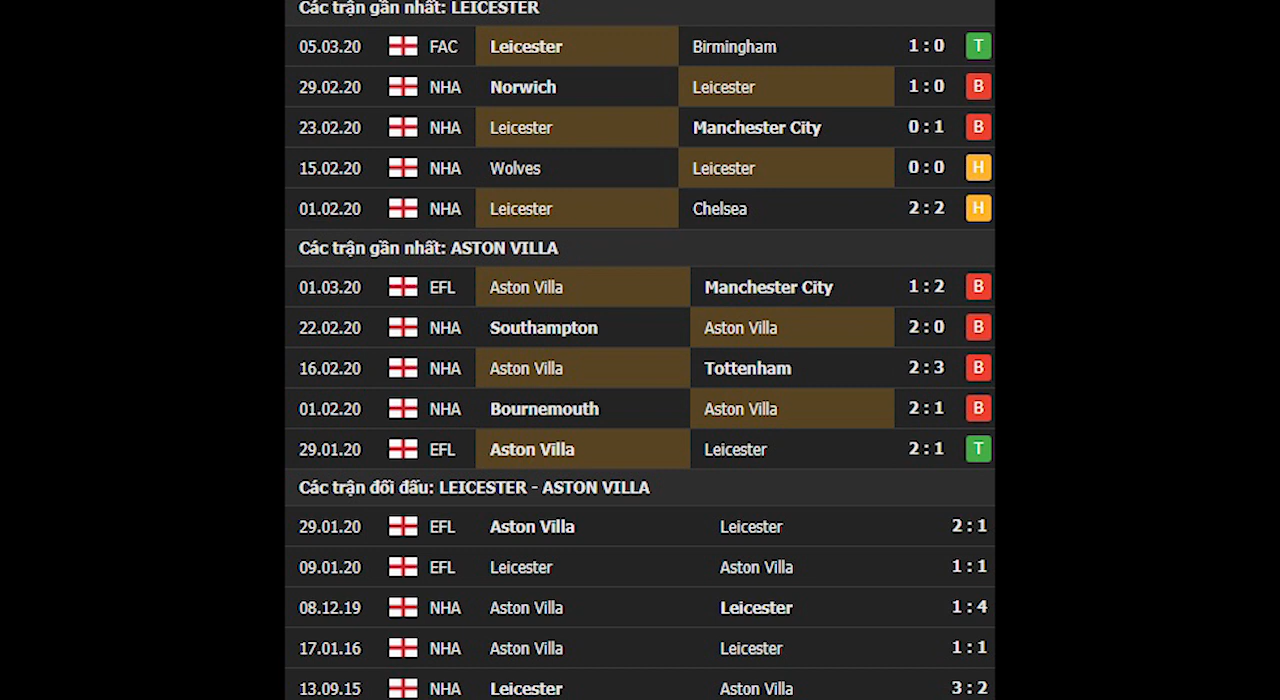 Các trận gần nhất: LEICESTER
05.03.20 FAC Leicester Birmingham 1 : 0 T
29.02.20 NHA Norwich Leicester 1 : 0 B
23.02.20 NHA Leicester Manchester City 0 : 1 B
15.02.20 NHA Wolves Leicester 0 : 0 H
01.02.20 NHA Leicester Chelsea 2 : 2 H
Các trận gần nhất: ASTON VILLA
01.03.20 EFL Aston Villa Manchester City 1 : 2 B
22.02.20 NHA Southampton Aston Villa 2 : 0 B
16.02.20 NHA Aston Villa Tottenham 2 : 3 B
01.02.20 NHA Bournemouth Aston Villa 2 : 1 B
29.01.20 EFL Aston Villa Leicester 2 : 1 T
Các trận đối đấu: LEICESTER - ASTON VILLA
29.01.20 EFL Aston Villa Leicester 2 : 1
09.01.20 EFL Leicester Aston Villa 1 : 1
08.12.19 NHA Aston Villa Leicester 1 : 4
17.01.16 NHA Aston Villa Leicester 1 : 1
13.09.15 NHA Leicester Aston Villa 3 : 2